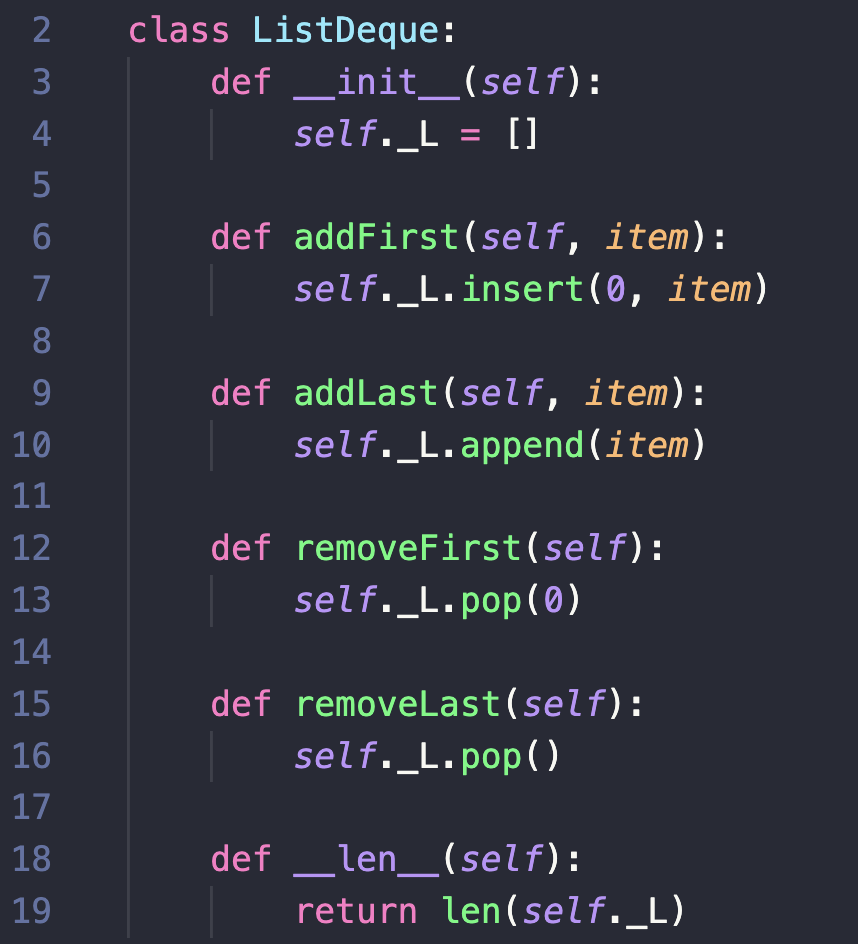 2 class ListDeque:
3 def __init__(self):
4 self._L = []
5
6 def addFirst(self, item):
7 self._L.insert(0, item)
8
9 def addLast(self, item):
10 self._L.append(item)
11
12 def removeFirst(self):
13 self._L.pop(0)
14
15 def removeLast(self):
16 self._L.pop()
17
18 def __len__(self):
19 return len(self._L)